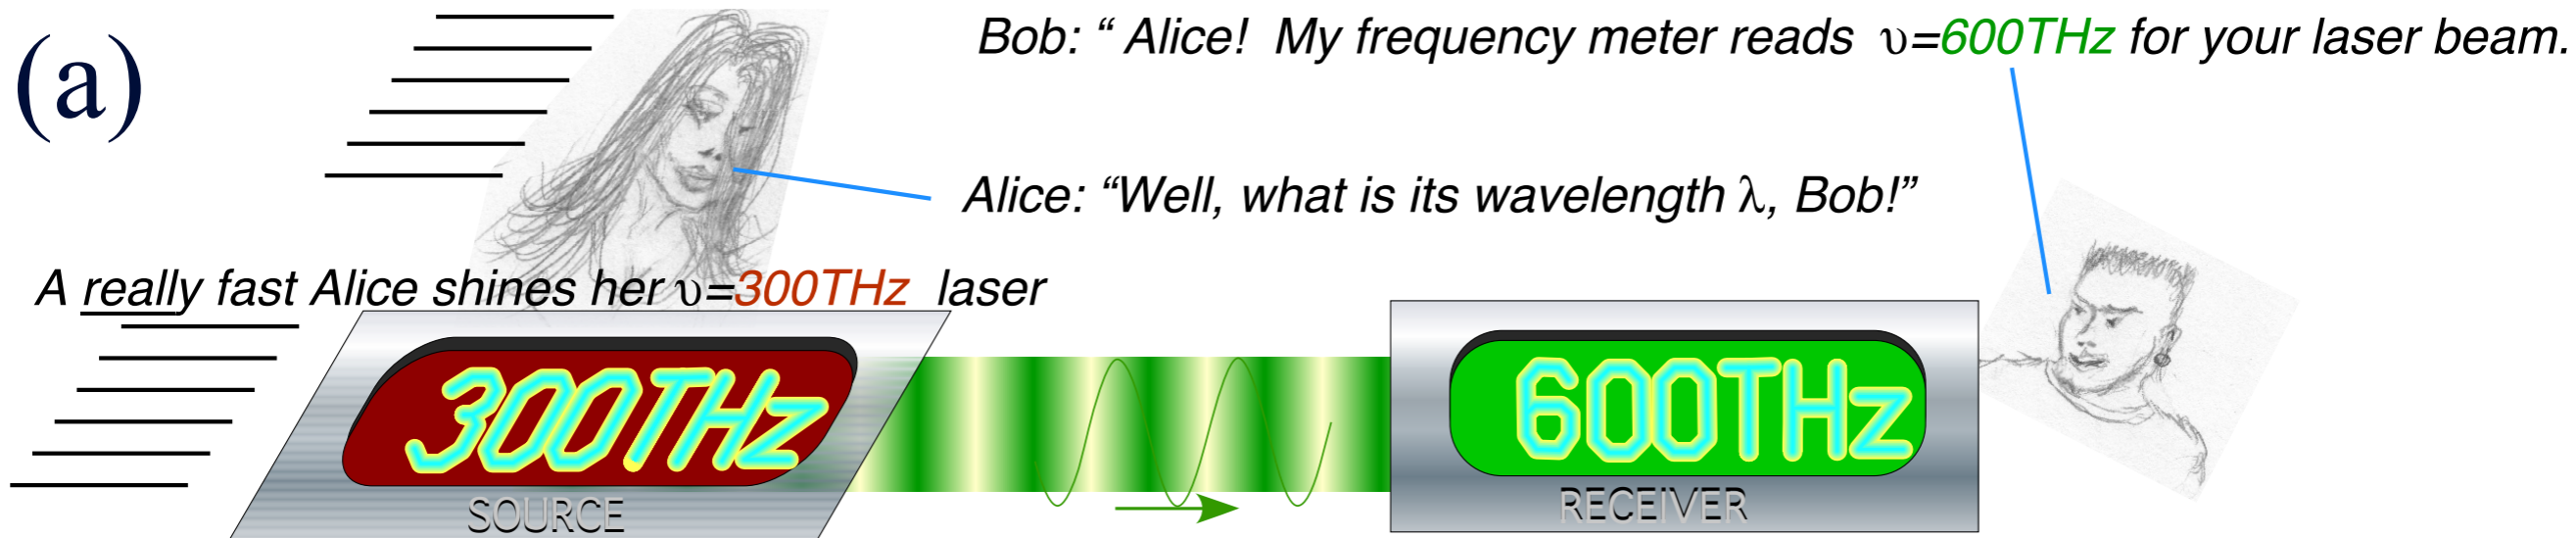 (a)
Bob: “ Alice! My frequency meter reads υ=600THz for your laser beam.
Alice: “Well, what is its wavelength λ, Bob!”
A really fast Alice shines her υ=300THz laser
300THz
600THz
SOURCE
RECEIVER